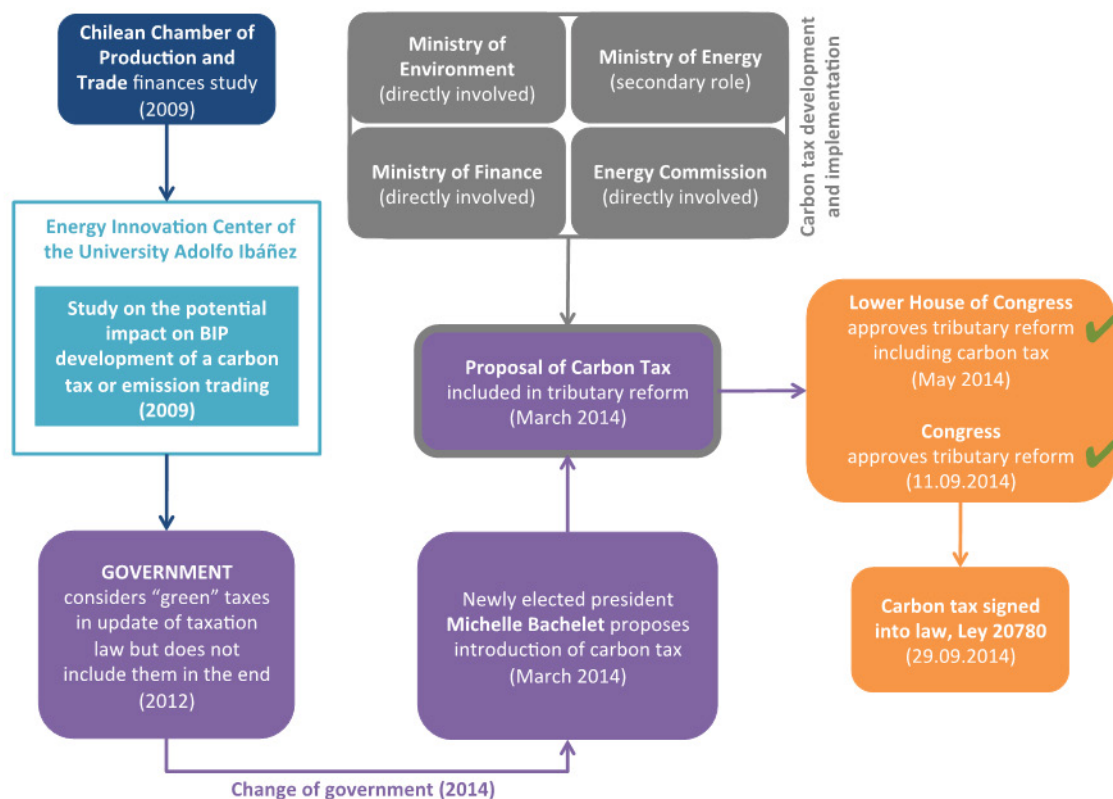 Chilean Chamber of
Production and
Trade finances study
(2009)
Energy Innovation Center of
the University Adolfo Ibáñez
Study on the potential
impact on BIP
development of a carbon
tax or emission trading
(2009)
GOVERNMENT
considers “green” taxes
in update of taxation
law but does not
include them in the end
(2012)
Change of government (2014)
Ministry of
Environment
(directly involved)
Ministry of Energy
(secondary role)
Ministry of Finance
(directly involved)
Energy Commission
(directly involved)
Carbon tax development
and implementation
Proposal of Carbon Tax
included in tributary reform
(March 2014)
Newly elected president
Michelle Bachelet proposes
introduction of carbon tax
(March 2014)
Lower House of Congress
approves tributary reform
including carbon tax
(May 2014)
Congress
approves tributary reform
(11.09.2014)
Carbon tax signed
into law, Ley 20780
(29.09.2014)